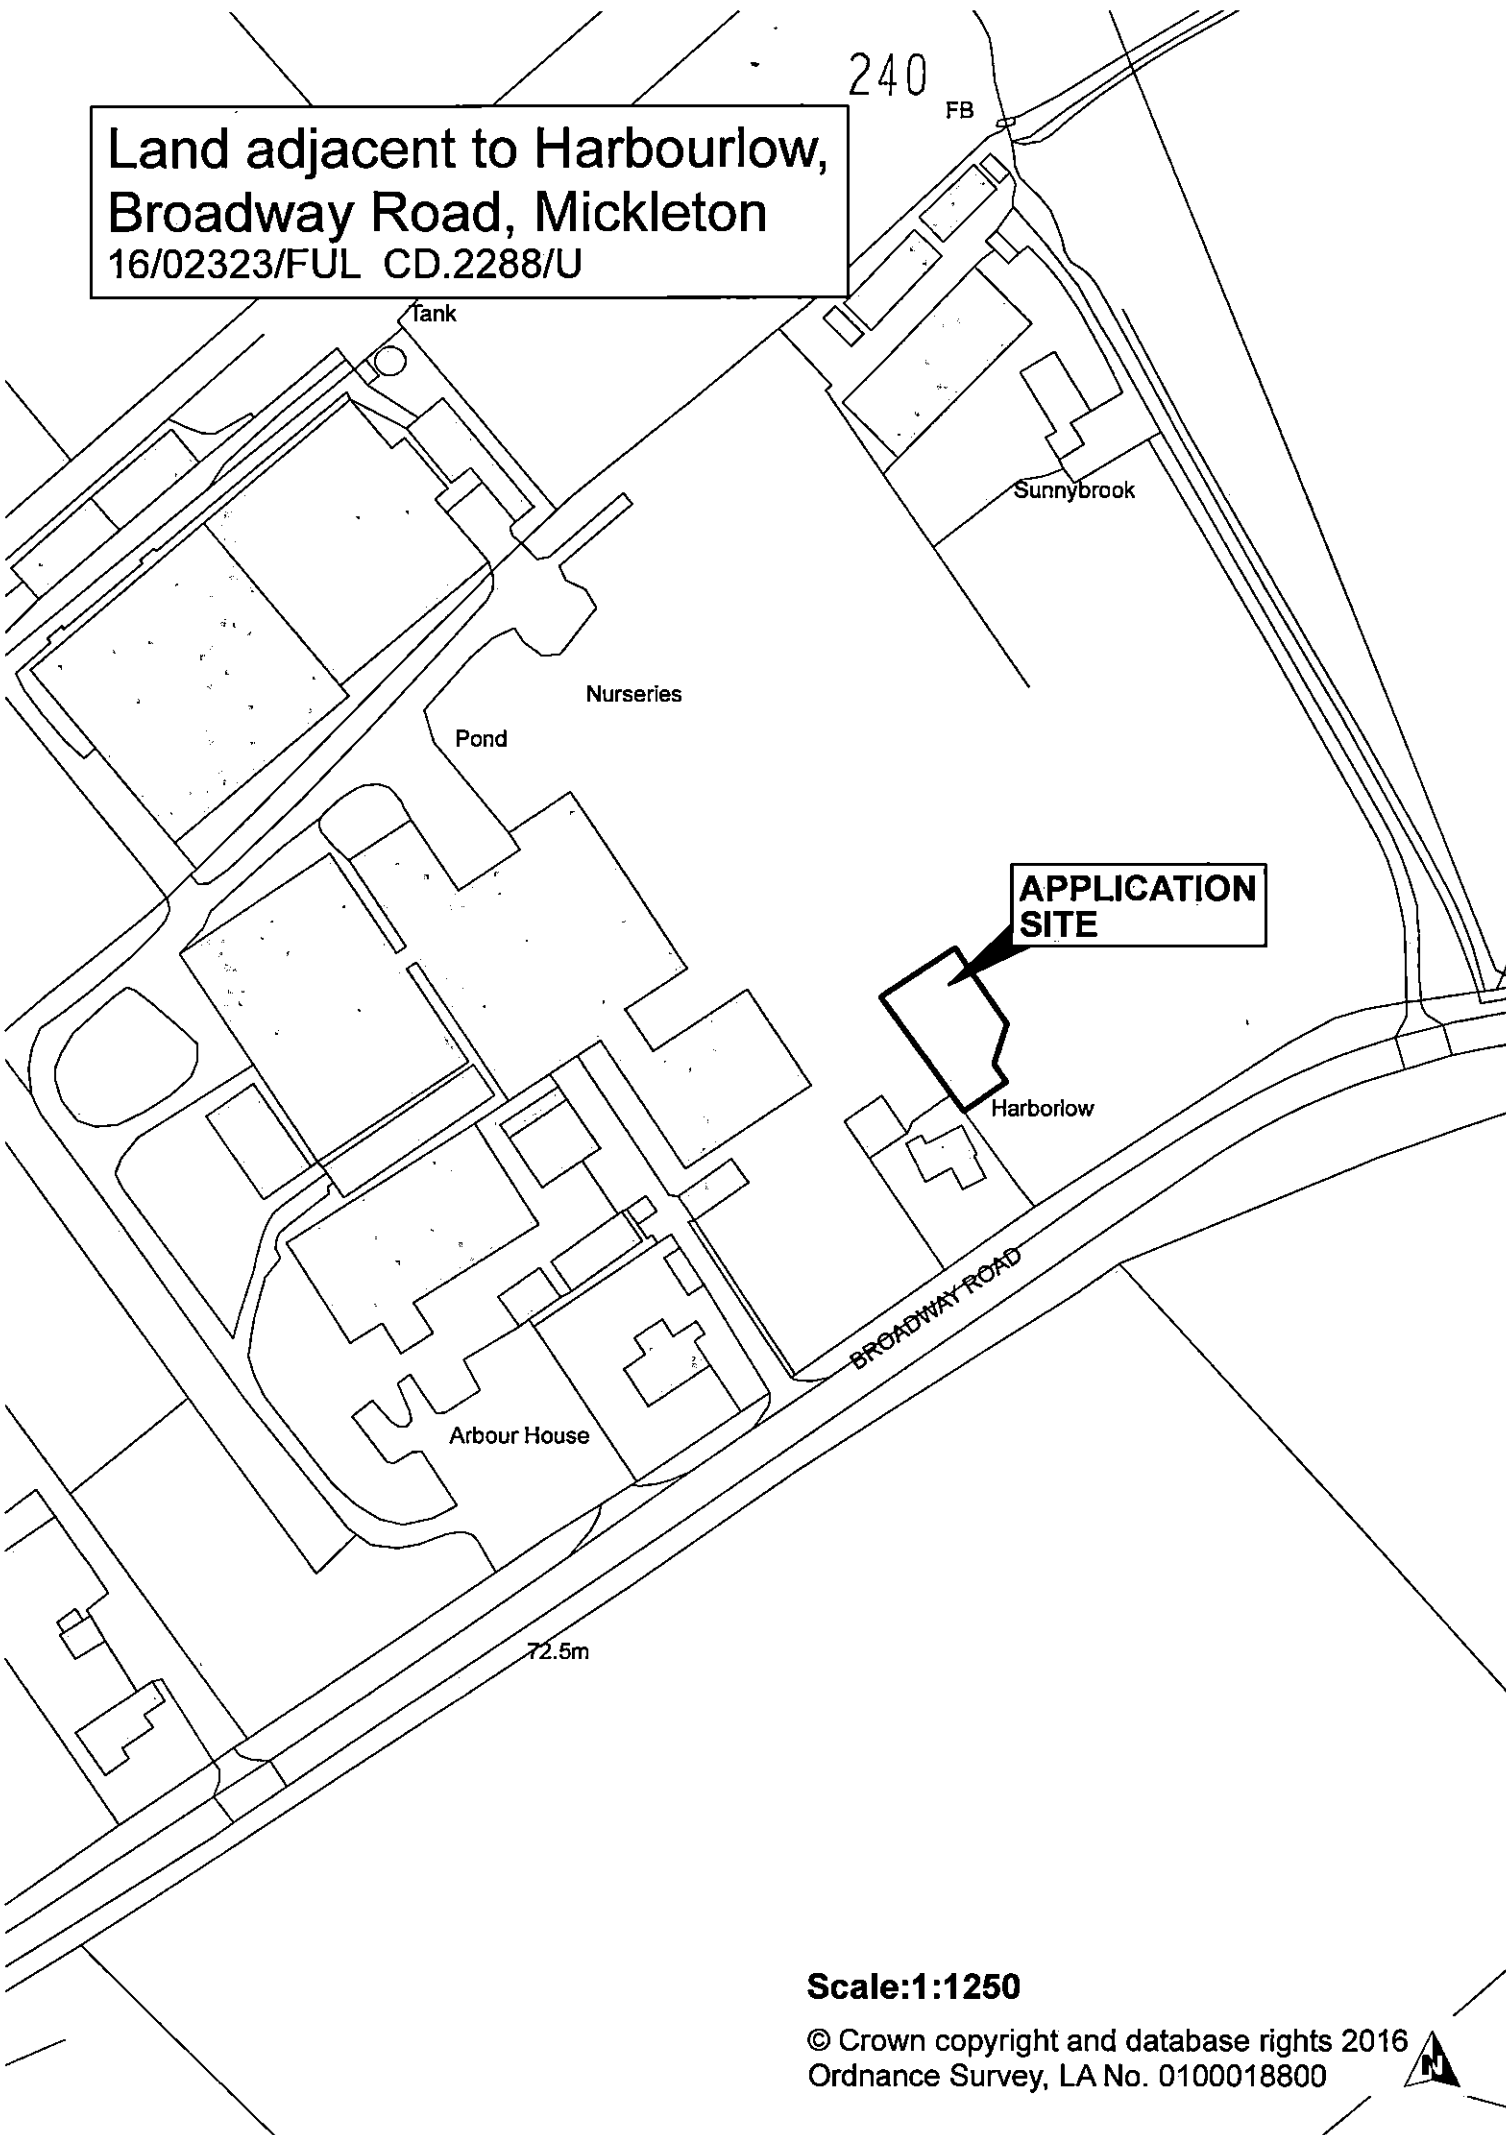 240
FB
Land adjacent to Harbourlow,
Broadway Road, Mickleton
16/02323/FUL CD.2288/U
Tank
Sunnybrook
Nurseries
Pond
APPLICATION
SITE
Harborlow
BROADWAY ROAD
Arbour House
72.5m
Scale:1:1250
© Crown copyright and database rights 2016
Ordnance Survey, LA No. 0100018800
N